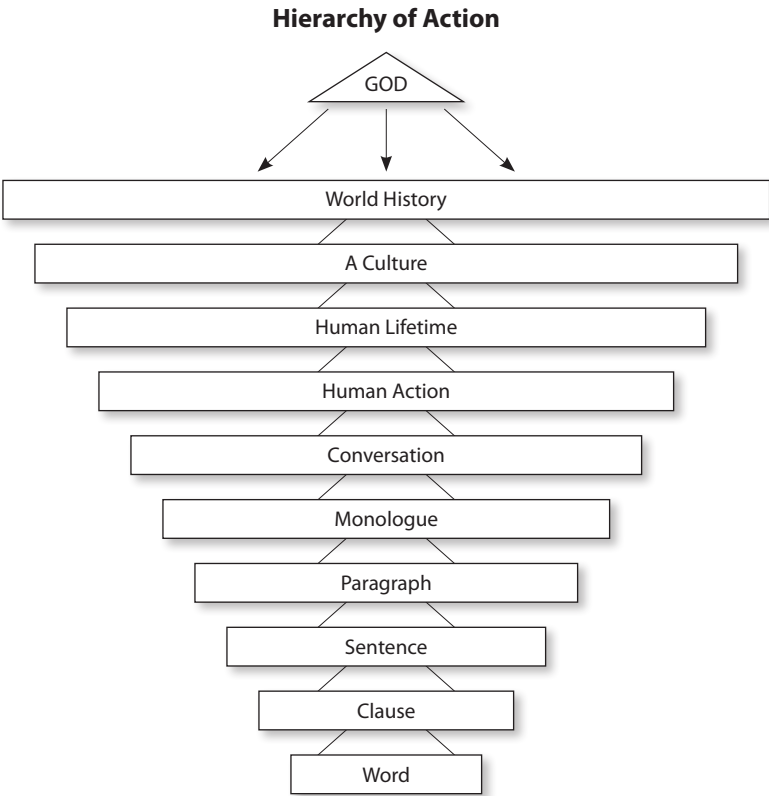 Hierarchy of Action
GOD
World History
A Culture
Human Lifetime
Human Action
Conversation
Monologue
Paragraph
Sentence
Clause
Word